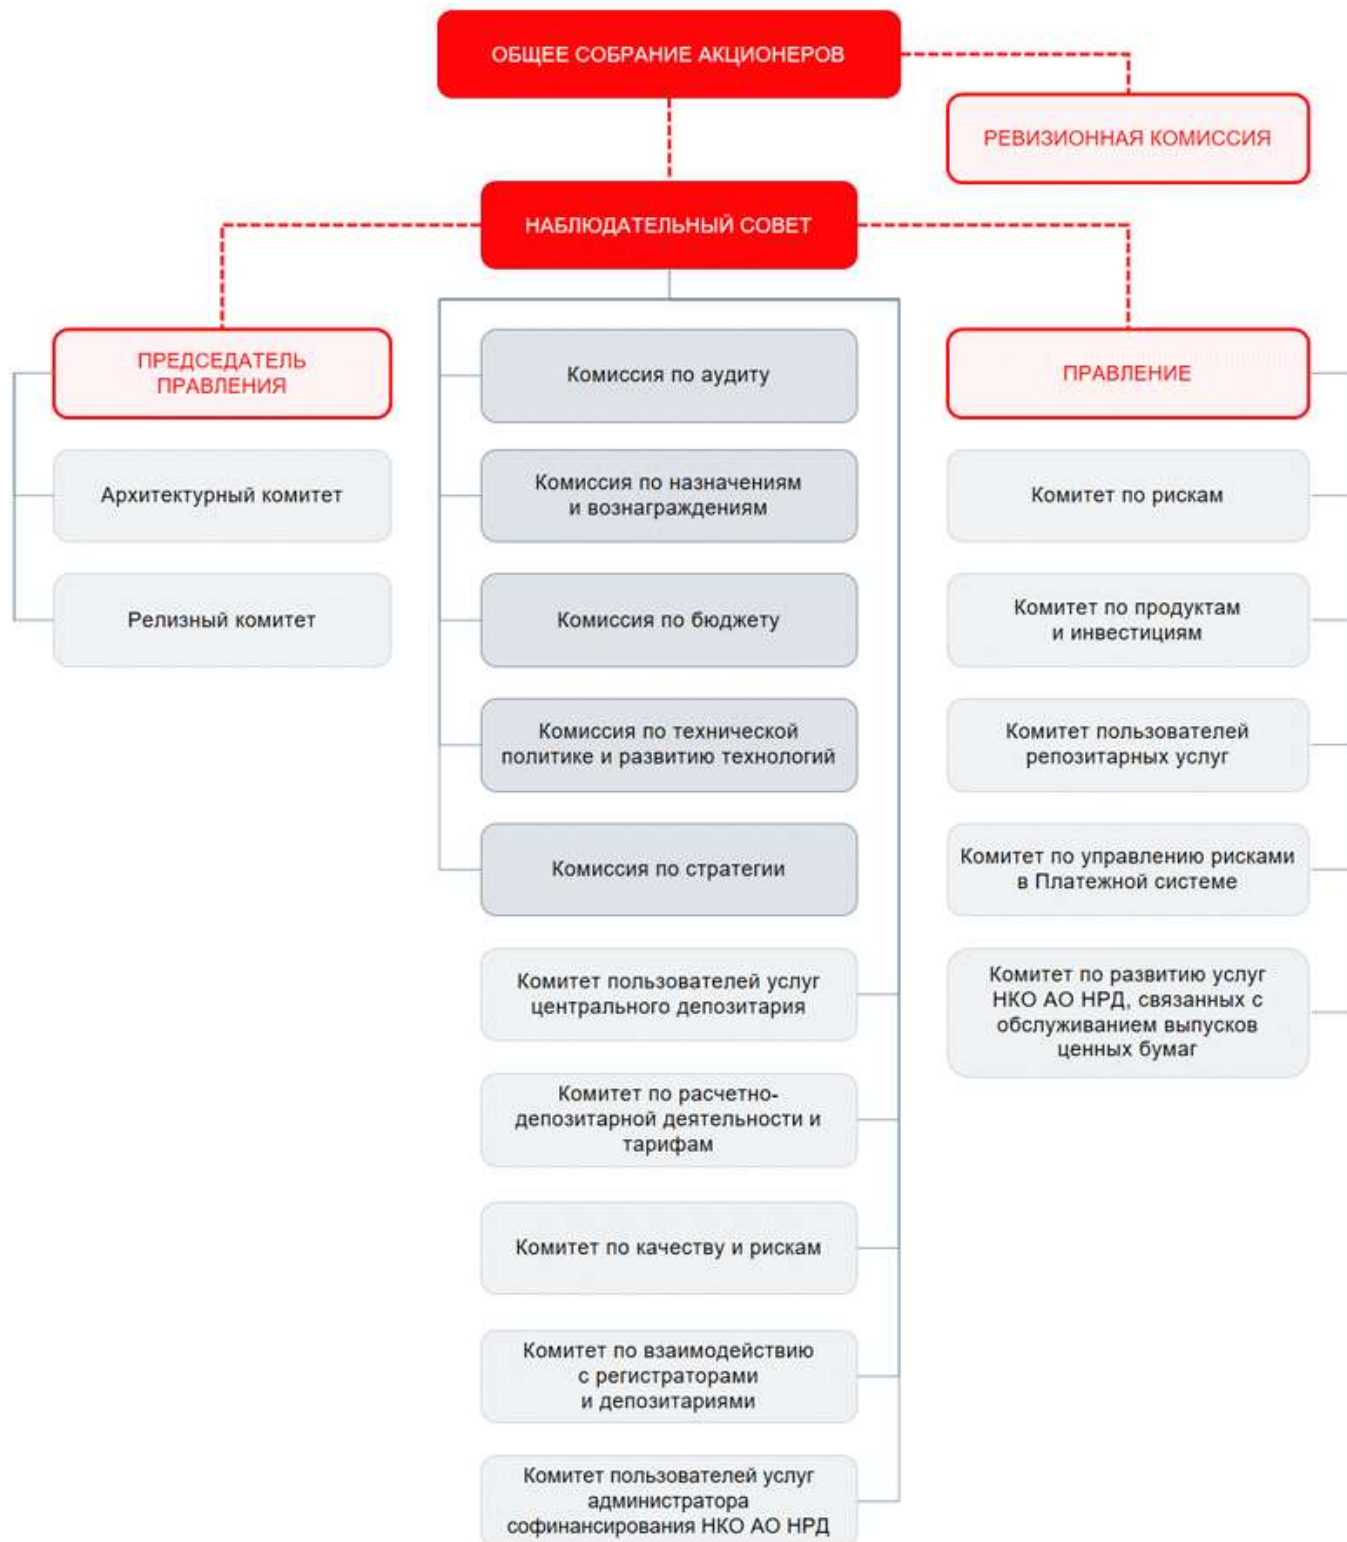 ОБЩЕЕ СОБРАНИЕ АКЦИОНЕРОВ
РЕВИЗИОННАЯ КОМИССИЯ
НАБЛЮДАТЕЛЬНЫЙ СОВЕТ
ПРЕДСЕДАТЕЛЬ
ПРАВЛЕНИЯ
Архитектурный комитет
Релизный комитет
Комиссия по аудиту
Комиссия по назначениям
и вознаграждениям
Комиссия по бюджету
Комиссия по технической
политике и развитию технологий
Комиссия по стратегии
Комитет пользователей услуг
центрального депозитария
Комитет по расчетно-
депозитарной деятельности и
тарифам
Комитет по качеству и рискам
Комитет по взаимодействию
с регистраторами
и депозитариями
Комитет пользователей услуг
администратора
софинансирования НКО АО НРД
ПРАВЛЕНИЕ
Комитет по рискам
Комитет по продуктам
и инвестициям
Комитет пользователей
репозитарных услуг
Комитет по управлению рисками
в Платежной системе
Комитет по развитию услуг
НКО АО НРД, связанных с
обслуживанием выпусков
ценных бумаг